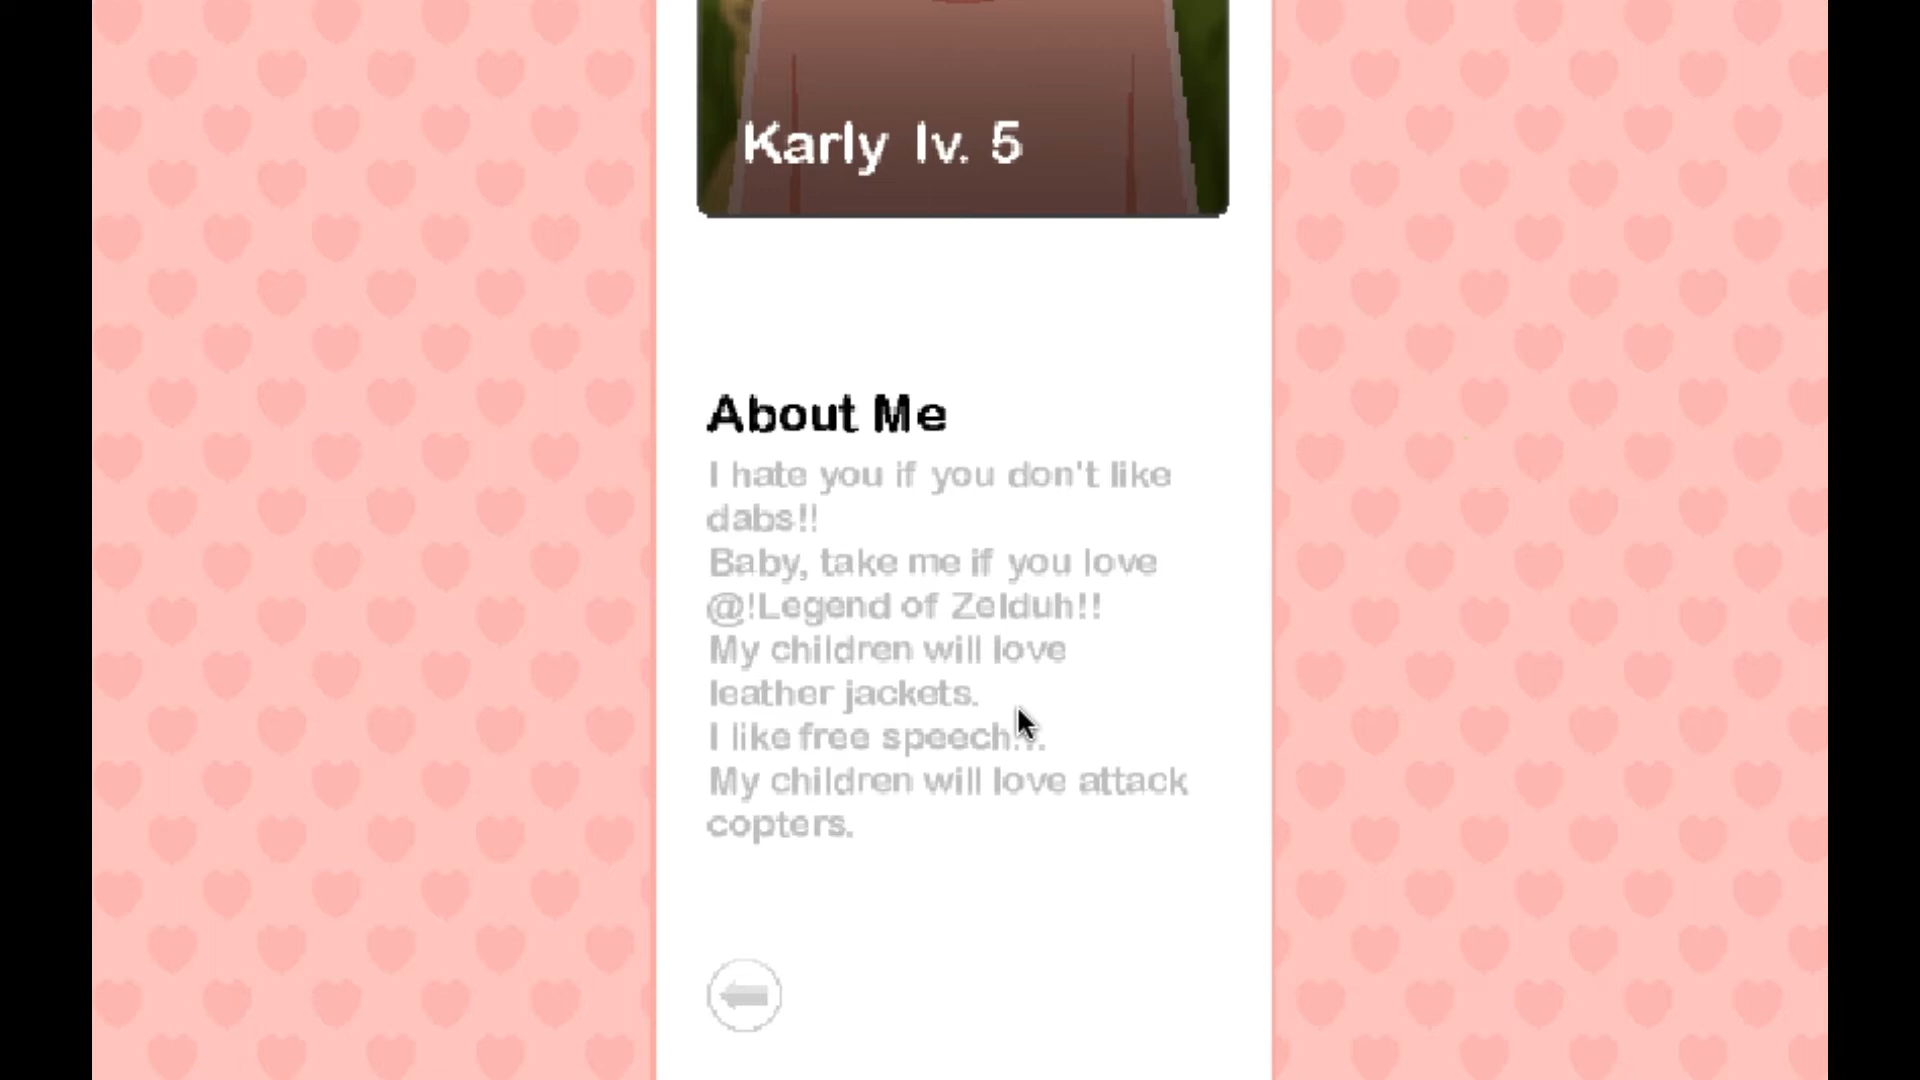 Karly lv. 5
About Me
I hate you if you don't like
dabs!!
Baby, take me if you love
@!Legend of Zelduh!!
My children will love
leather jackets.
I like free speech...
My children will love attack
copters.